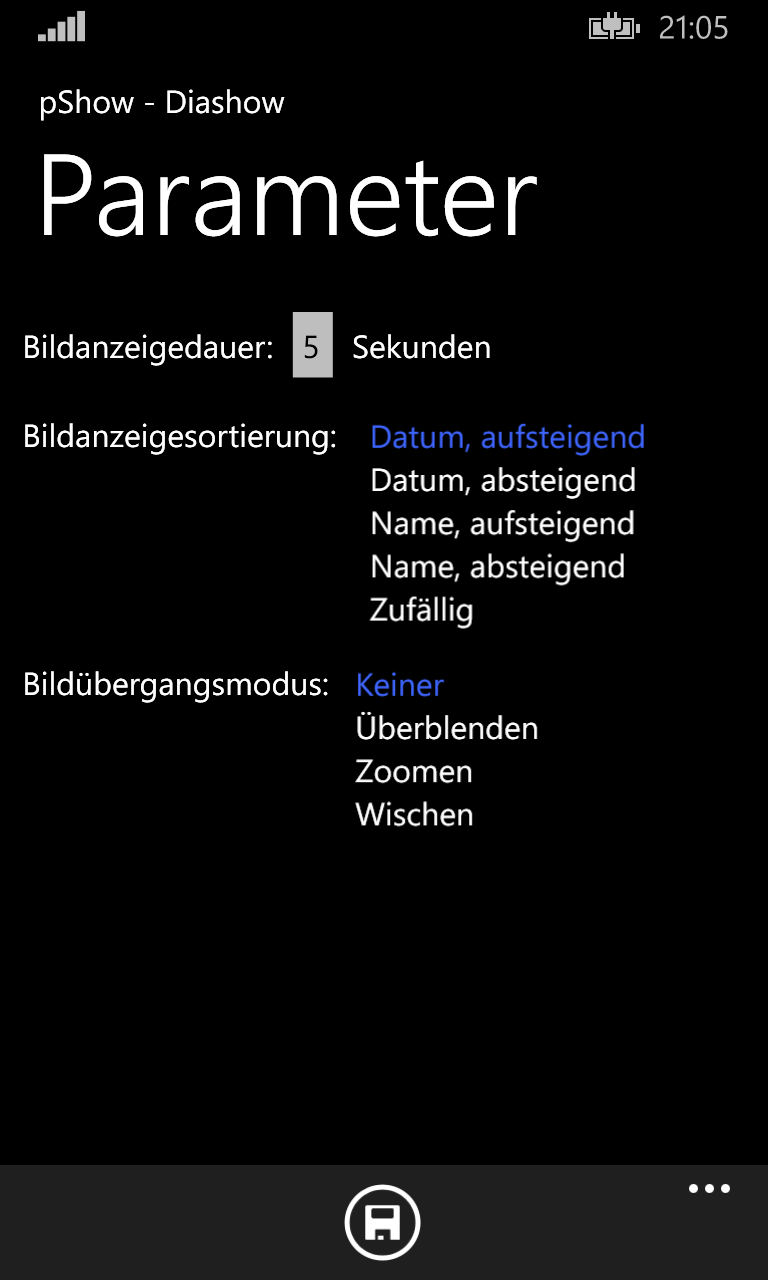 21:05
pShow - Diashow
Parameter
Bildanzeigedauer: 5 Sekunden
Bildanzeigesortierung: Datum, aufsteigend
Datum, absteigend
Name, aufsteigend
Name, absteigend
Zufällig
Bildübergangsmodus: Keiner
Überblenden
Zoomen
Wischen